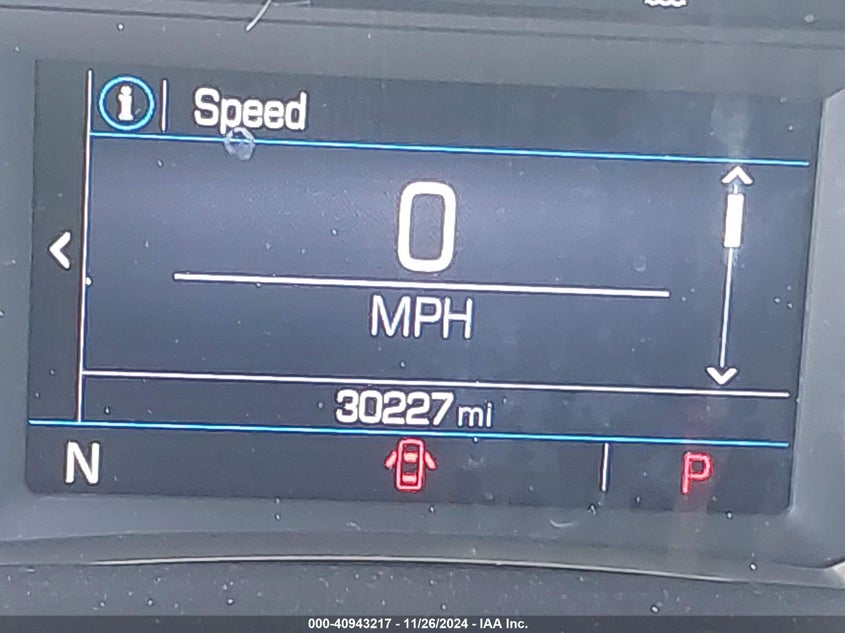 i Speed
0
MPH
30227 mi
N P
000-40943217 - 11/26/2024 - IAA Inc.